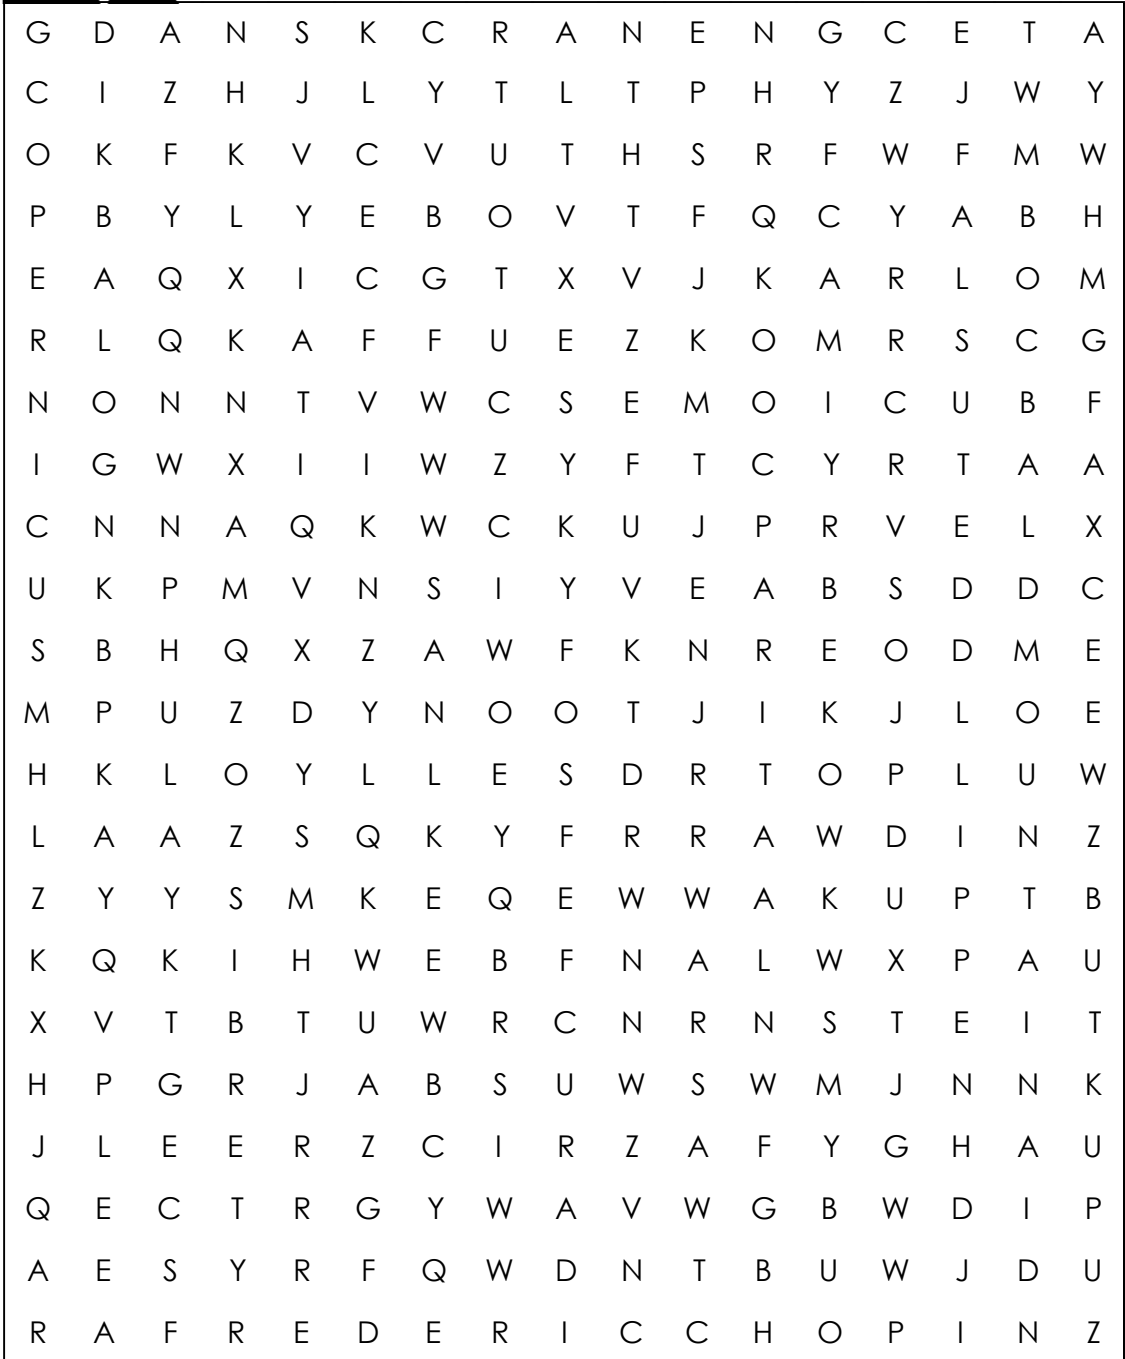 G D A N S K C R A N E N G C E T A
C I Z H J L Y T L T P H Y Z J W Y
O K F K V C V U T H S R F W F M W
P B Y L Y E B O V T F Q C Y A B H
E A Q X I C G T X V J K A R L O M
R L Q K A F F U E Z K O M R S C G
N O N N T V W C S E M O I C U B F
I G W X I I W Z Y F T C Y R T A A
C N N A Q K W C K U J P R V E L X
U K P M V N S I Y V E A B S D D C
S B H Q X Z A W F K N R E O D M E
M P U Z D Y N O O T J I K J L O E
H K L O Y L L E S D R T O P L U W
L A A Z S Q K Y F R R A W D I N Z
Z Y Y S M K E Q E W W A K U P T B
K Q K I H W E B F N A L W X P A U
X V T B T U W R C N R N S T E I T
H P G R J A B S U W S W M J N N K
J L E E R Z C I R Z A F Y G H A U
Q E C T R G Y W A V W G B W D I P
A E S Y R F Q W D N T B U W J D U
R A F R E D E R I C C H O P I N Z